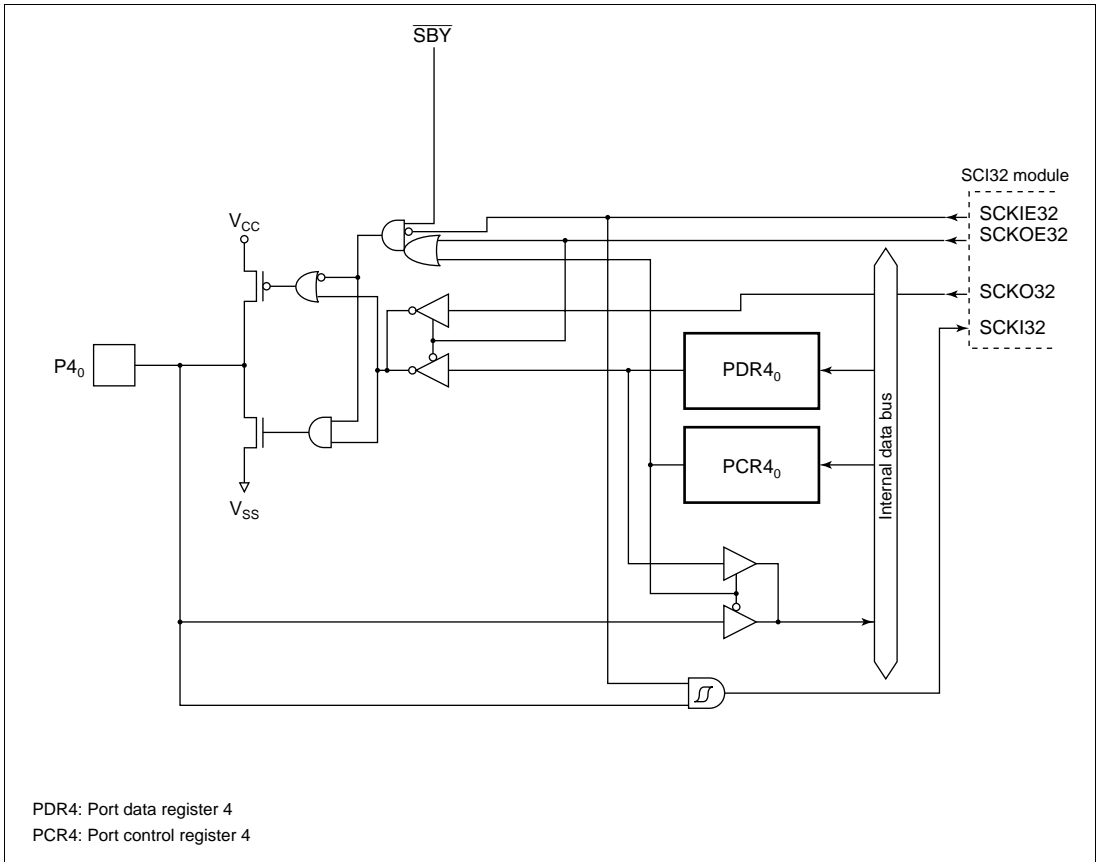 SBY
SCI32 module
SCKIE32
VCC
SCKOE32
SCKO32
SCKI32
P40
PDR40
PCR40
Internal data bus
VSS
PDR4: Port data register 4
PCR4: Port control register 4